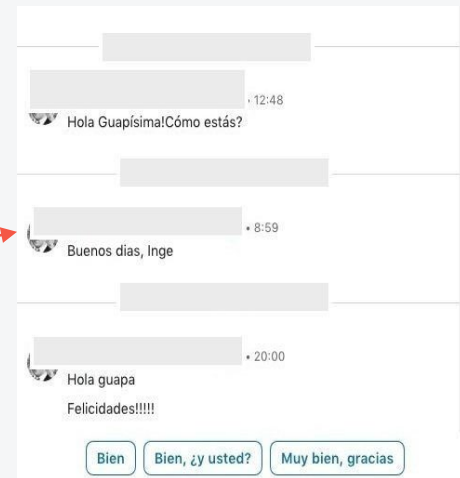 • 12:48
Hola Guapísima!Cómo estás?
• 8:59
Buenos dias, Inge
• 20:00
Hola guapa
Felicidades!!!!!
Bien
Bien, ¿y usted?
Muy bien, gracias